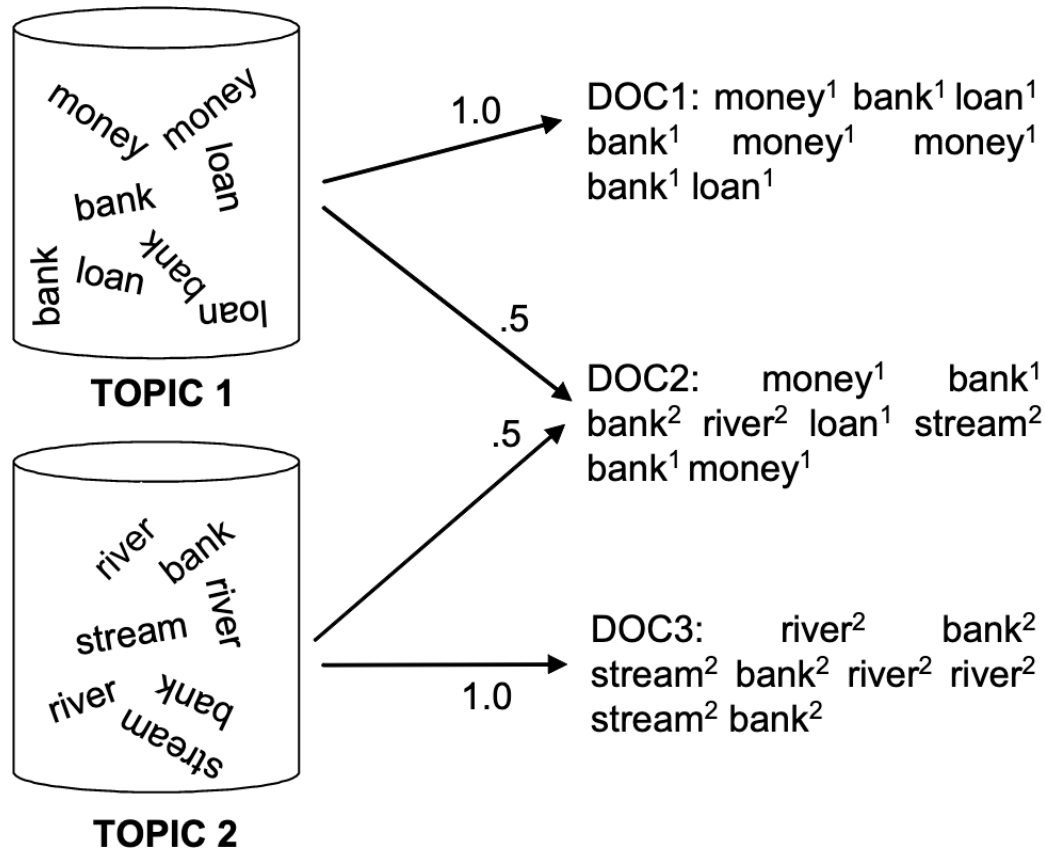 money money
loan
bank
bank
bank loan
loan
TOPIC 1
1.0
.5
DOC1: money¹ bank¹ loan¹
bank¹ money¹ money¹
bank¹ loan¹
DOC2: money¹ bank¹
bank² river² loan¹ stream²
bank¹ money¹
.5
river bank
river
stream
river bank
stream
TOPIC 2
1.0
DOC3: river² bank²
stream² bank² river² river²
stream² bank²